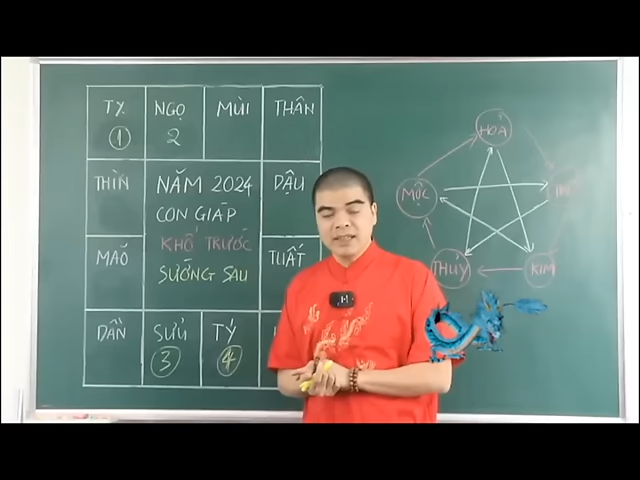 TỴ
NGỌ
MÙI
THÂN
1
2
THÌN
NĂM 2024
CON GIÁP
KHỔ TRƯỚC
SƯỚNG SAU
DẬU
MÃO
TUẤT
DẦN
SỬU
TÝ
3
4
HỎA
MỘC
THỦY
KIM